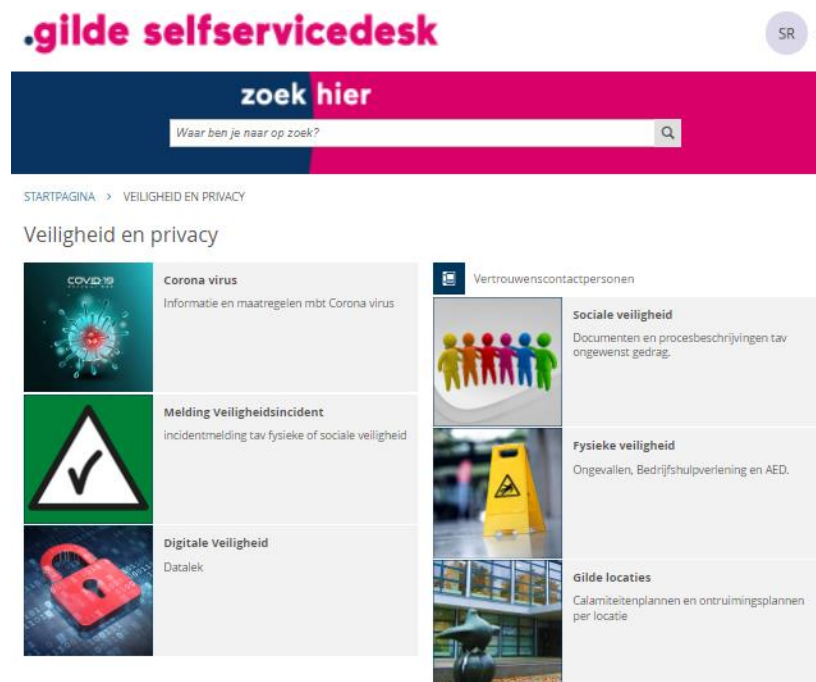 .gilde selfservicedesk
SR
zoek hier
Waar ben je naar op zoek?
STARTPAGINA > VEILIGHEID EN PRIVACY
Veiligheid en privacy
COVID-19
Corona virus
Informatie en maatregelen mbt Corona virus
Melding Veiligheidsincident
incidentmelding tav fysieke of sociale veiligheid
Digitale Veiligheid
Datalek
Vertrouwenscontactpersonen
Sociale veiligheid
Documenten en procesbeschrijvingen tav
ongewenst gedrag.
Fysieke veiligheid
Ongevallen, Bedrijfshulpverlening en AED.
Gilde locaties
Calamiteitenplannen en ontruimingsplannen
per locatie